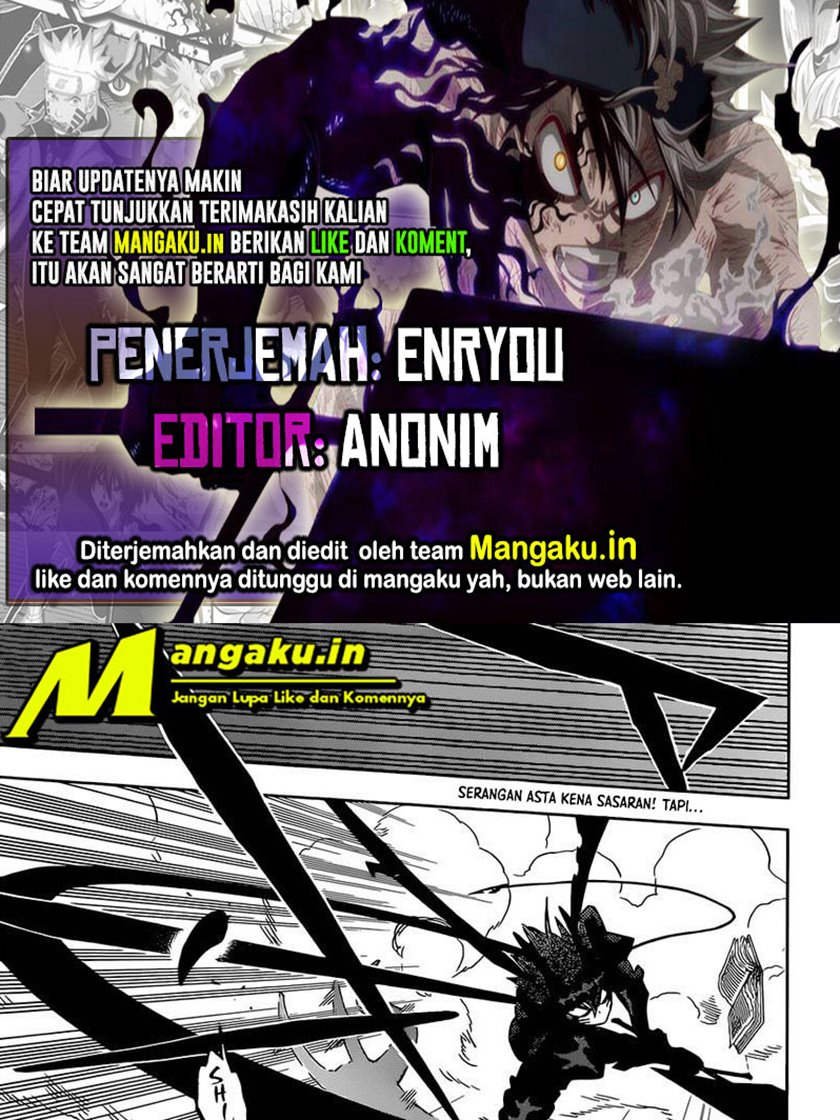 BIAR UPDATENYA MAKIN
CEPAT TUNJUKKAN TERIMAKASIH KALIAN
KE TEAM MANGAKU.IN BERIKAN LIKE DAN KOMENT,
ITU AKAN SANGAT BERARTI BAGI KAMI
PENERJEMAH: ENRYOU
EDITOR: ANONIM
Diterjemahkan dan diedit oleh team Mangaku.in
like dan komennya ditunggu di mangaku yah, bukan web lain.
Mangaku.in
Jangan Lupa Like dan Komennya
SERANGAN ASTA KENA SASARAN! TAPI...
SHI